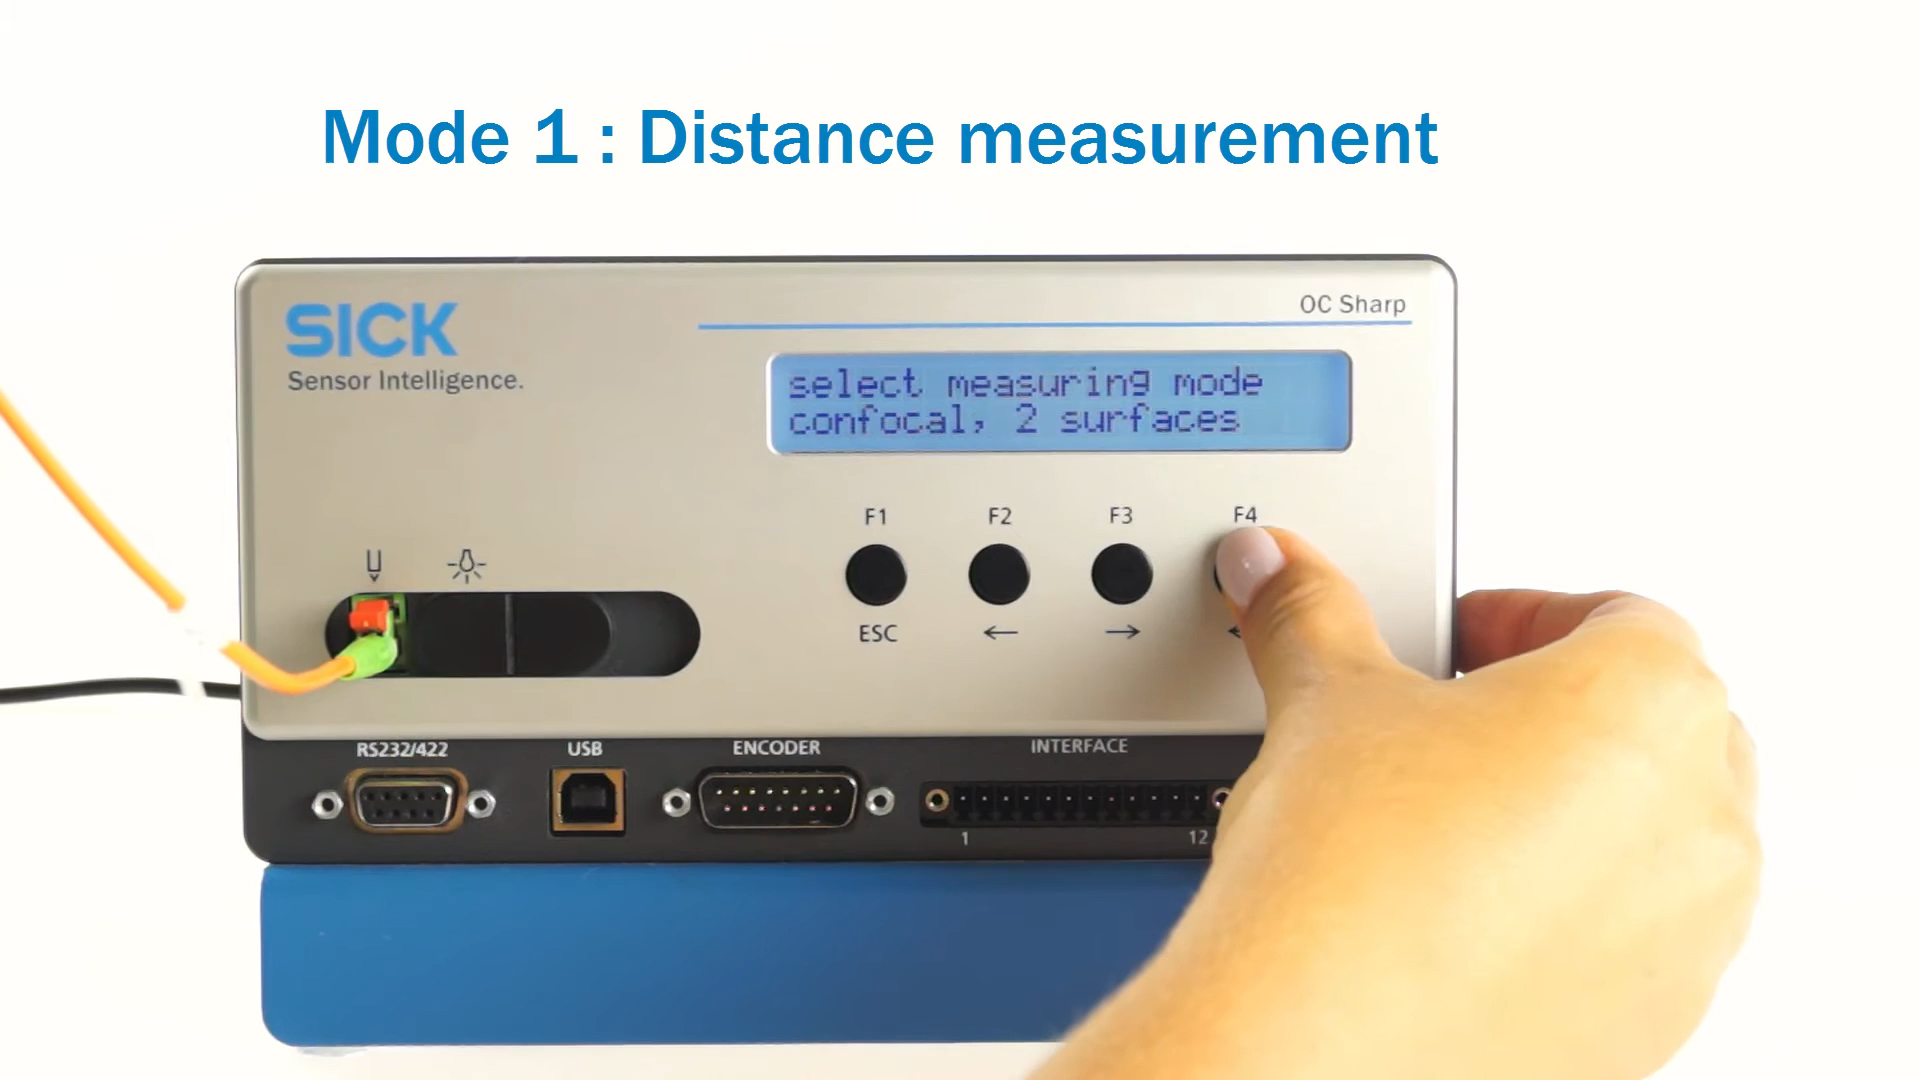 Mode 1 : Distance measurement
SICK
Sensor Intelligence.
OC Sharp
select measuring mode
confocal, 2 surfaces
F1 F2 F3 F4
ESC ← →
RS232/422 USB ENCODER INTERFACE
1 12